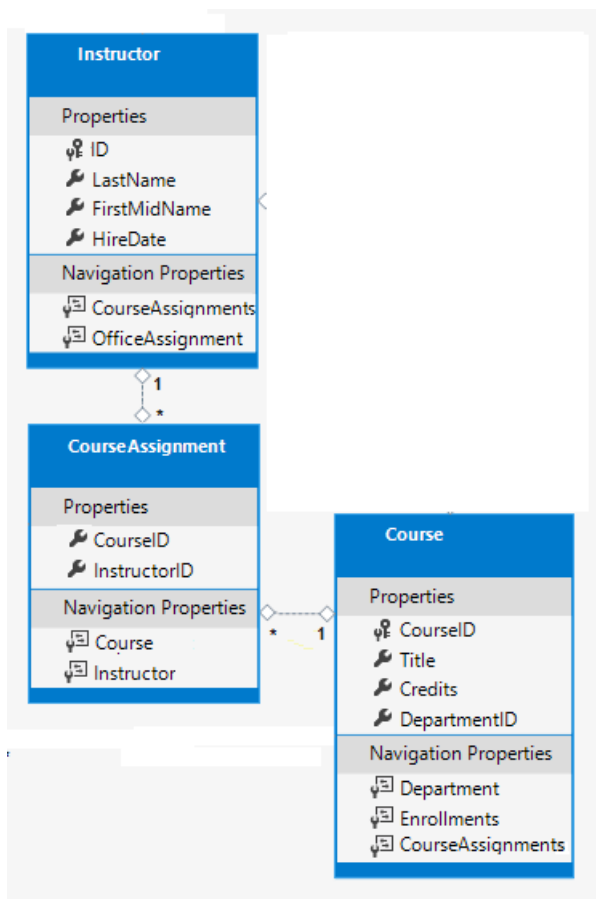 Instructor
Properties
ID
LastName
FirstMidName
HireDate
Navigation Properties
CourseAssignments
OfficeAssignment
1
*
CourseAssignment
Properties
CourseID
InstructorID
Navigation Properties
Course
Instructor
* 1
Course
Properties
CourseID
Title
Credits
DepartmentID
Navigation Properties
Department
Enrollments
CourseAssignments
*